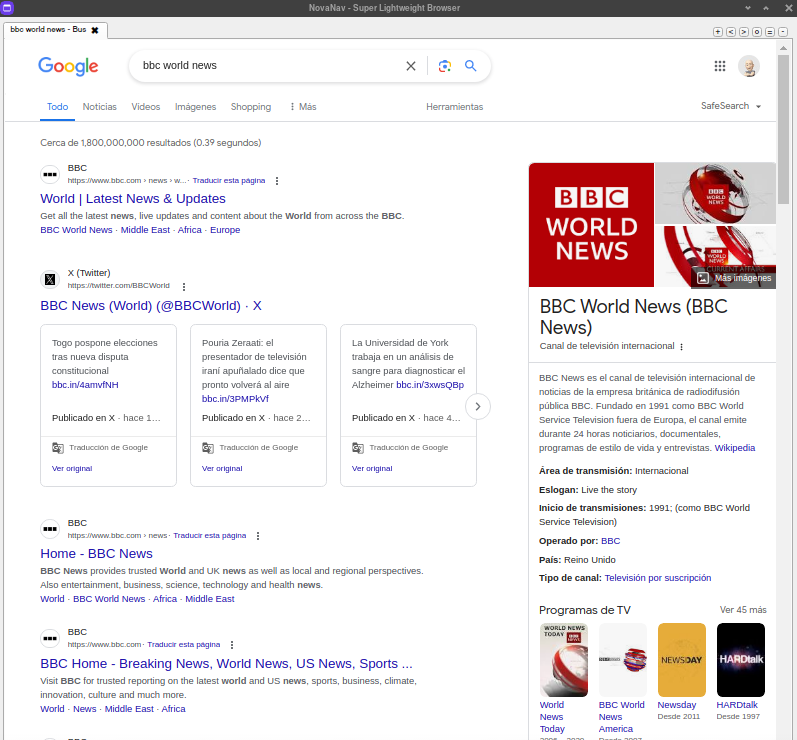 NovaNav - Super Lightweight Browser
bbc world news - Bus
Google
bbc world news
Todo Noticias Videos Imágenes Shopping Más Herramientas SafeSearch
Cerca de 1,800,000,000 resultados (0.39 segundos)
BBC
https://www.bbc.com › news › w... · Traducir esta página
World | Latest News & Updates
Get all the latest news, live updates and content about the World from across the BBC.
BBC World News · Middle East · Africa · Europe
X (Twitter)
https://twitter.com/BBCWorld
BBC News (World) (@BBCWorld) · X
Togo pospone elecciones
tras nueva disputa
constitucional
bbc.in/4amvfNH
Publicado en X · hace 1…
Traducción de Google
Ver original
Pouria Zeraati: el
presentador de televisión
iraní apuñalado dice que
pronto volverá al aire
bbc.in/3PMPkVf
Publicado en X · hace 2…
Traducción de Google
Ver original
La Universidad de York
trabaja en un análisis de
sangre para diagnosticar el
Alzheimer bbc.in/3xwsQBp
Publicado en X · hace 4…
Traducción de Google
Ver original
BBC
https://www.bbc.com › news · Traducir esta página
Home - BBC News
BBC News provides trusted World and UK news as well as local and regional perspectives.
Also entertainment, business, science, technology and health news.
World · BBC World News · Africa · Middle East
BBC
https://www.bbc.com · Traducir esta página
BBC Home - Breaking News, World News, US News, Sports ...
Visit BBC for trusted reporting on the latest world and US news, sports, business, climate,
innovation, culture and much more.
World · News · Middle East · Africa
BBC
WORLD
NEWS
BBC
WORLD
NEWS
BBC
WORLD
NEWS
CURRENT AFFAIRS
Más imágenes
BBC World News (BBC
News)
Canal de televisión internacional
BBC News es el canal de televisión internacional de
noticias de la empresa británica de radiodifusión
pública BBC. Fundado en 1991 como BBC World
Service Television fuera de Europa, el canal emite
durante 24 horas noticiarios, documentales,
programas de estilo de vida y entrevistas. Wikipedia
Área de transmisión: Internacional
Eslogan: Live the story
Inicio de transmisiones: 1991; (como BBC World
Service Television)
Operado por: BBC
País: Reino Unido
Tipo de canal: Televisión por suscripción
Programas de TV Ver 45 más
WORLD NEWS
TODAY
NEWSDAY
HARDtalk
World
News
Today
BBC World
News
America
Newsday
Desde 2011
HARDtalk
Desde 1997